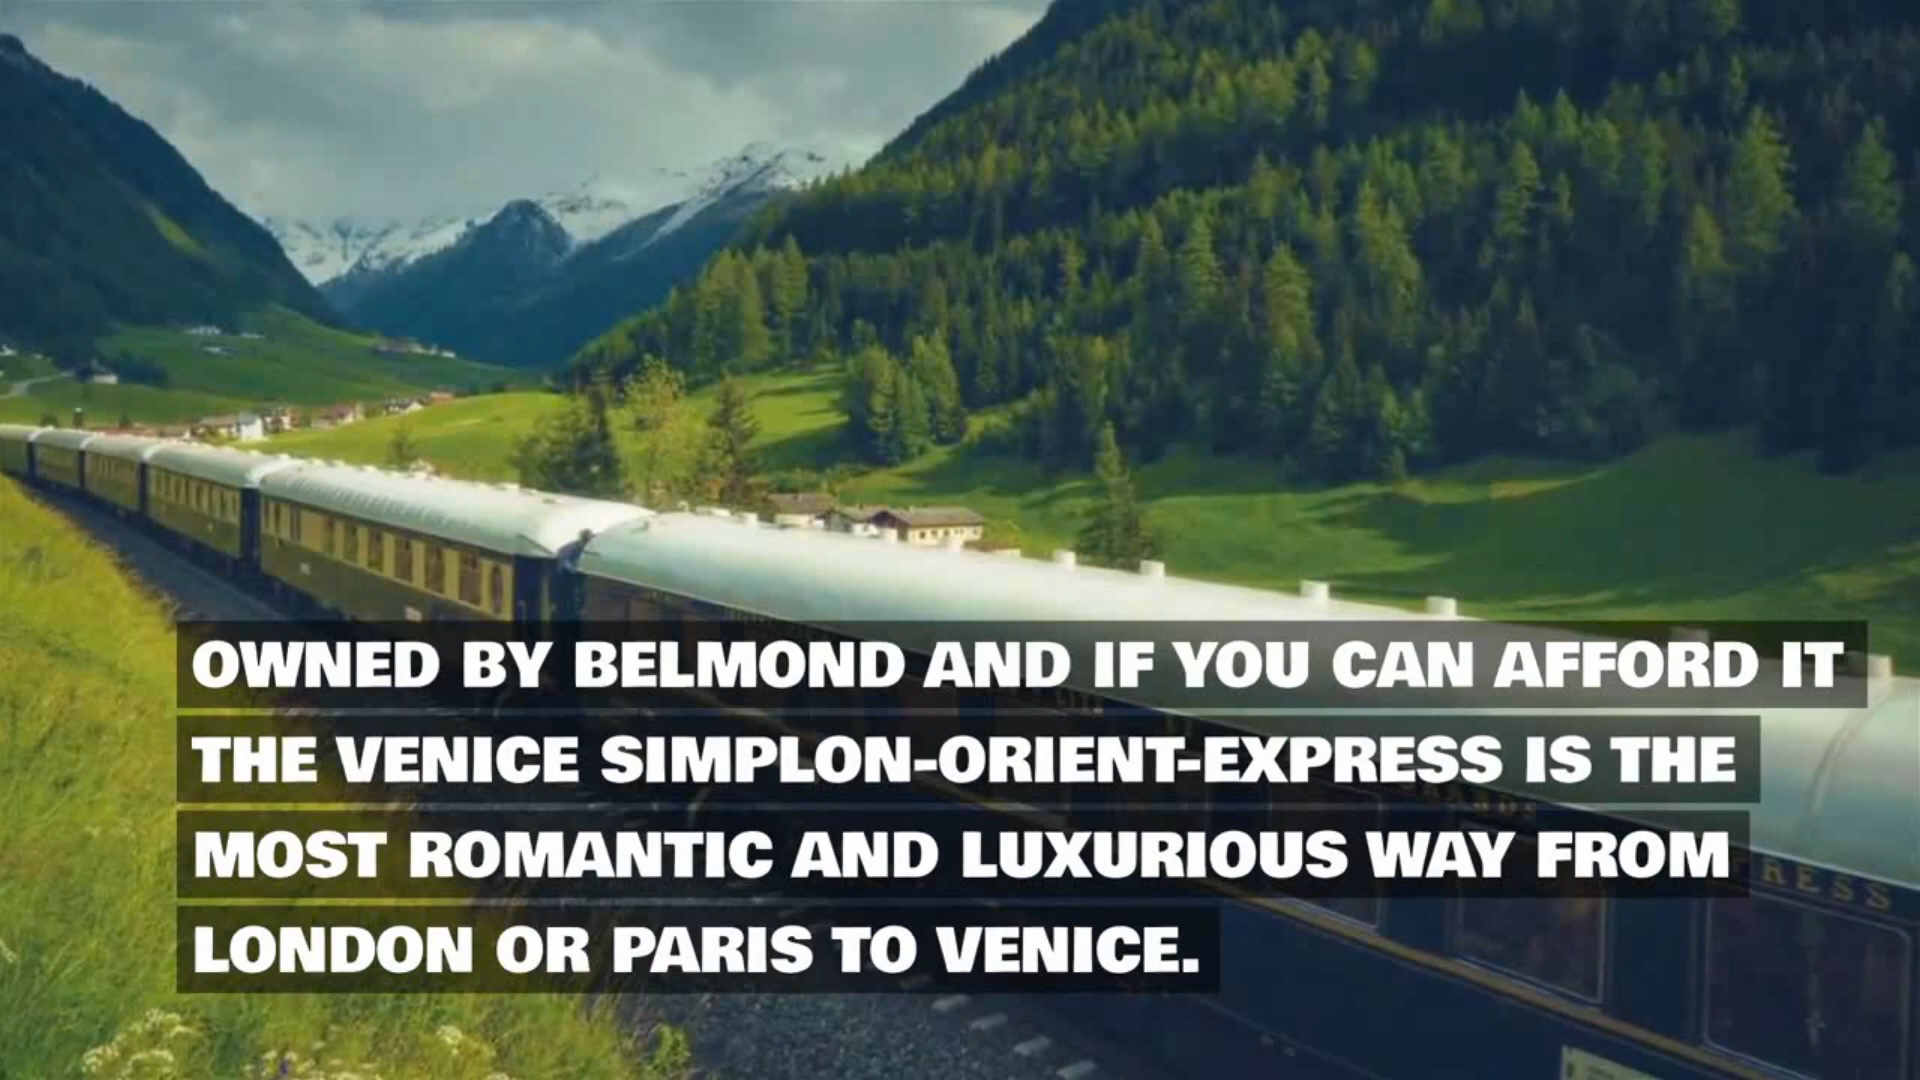 OWNED BY BELMOND AND IF YOU CAN AFFORD IT
THE VENICE SIMPLON-ORIENT-EXPRESS IS THE
MOST ROMANTIC AND LUXURIOUS WAY FROM
LONDON OR PARIS TO VENICE.
RESS